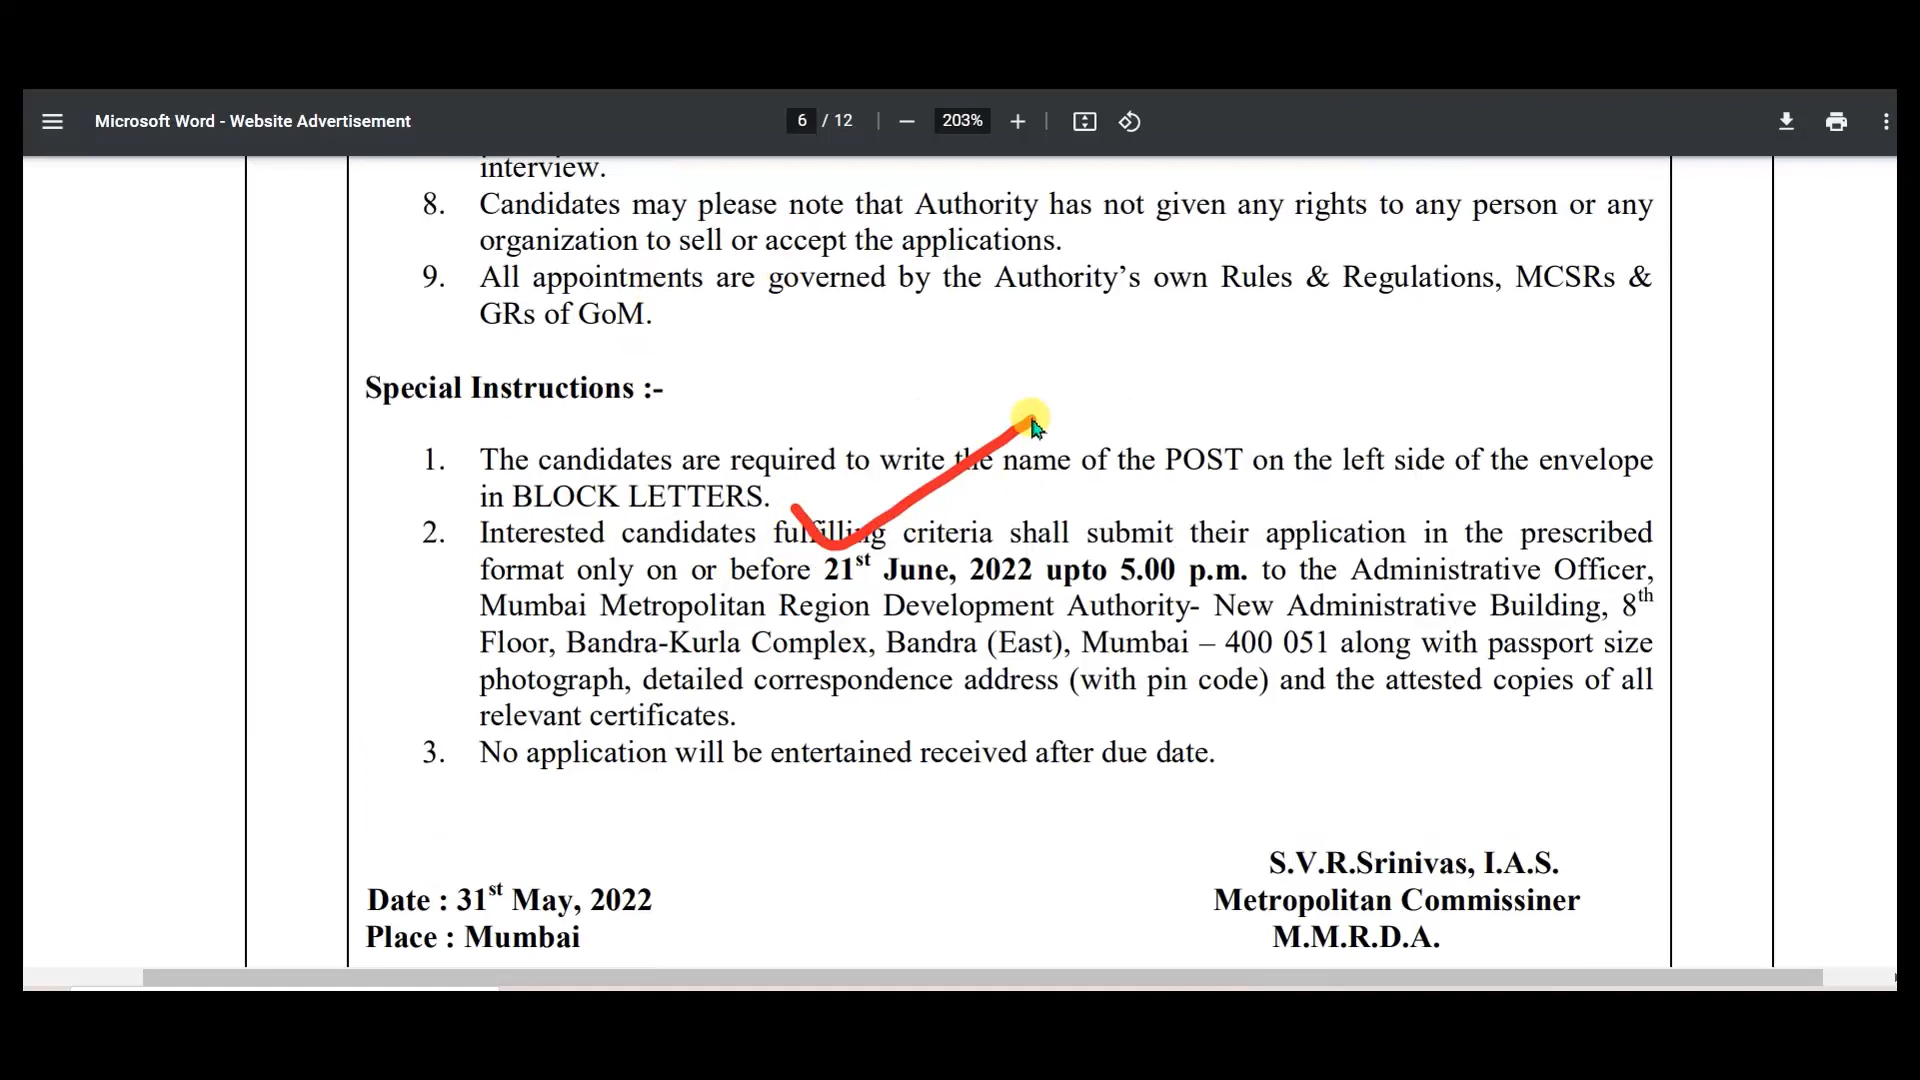 Microsoft Word - Website Advertisement
6 / 12
203%
interview.
8. Candidates may please note that Authority has not given any rights to any person or any
organization to sell or accept the applications.
9. All appointments are governed by the Authority’s own Rules & Regulations, MCSRs &
GRs of GoM.
Special Instructions :-
1. The candidates are required to write the name of the POST on the left side of the envelope
in BLOCK LETTERS.
2. Interested candidates fulfilling criteria shall submit their application in the prescribed
format only on or before 21st June, 2022 upto 5.00 p.m. to the Administrative Officer,
Mumbai Metropolitan Region Development Authority- New Administrative Building, 8th
Floor, Bandra-Kurla Complex, Bandra (East), Mumbai – 400 051 along with passport size
photograph, detailed correspondence address (with pin code) and the attested copies of all
relevant certificates.
3. No application will be entertained received after due date.
S.V.R.Srinivas, I.A.S.
Date : 31st May, 2022 Metropolitan Commissiner
Place : Mumbai M.M.R.D.A.